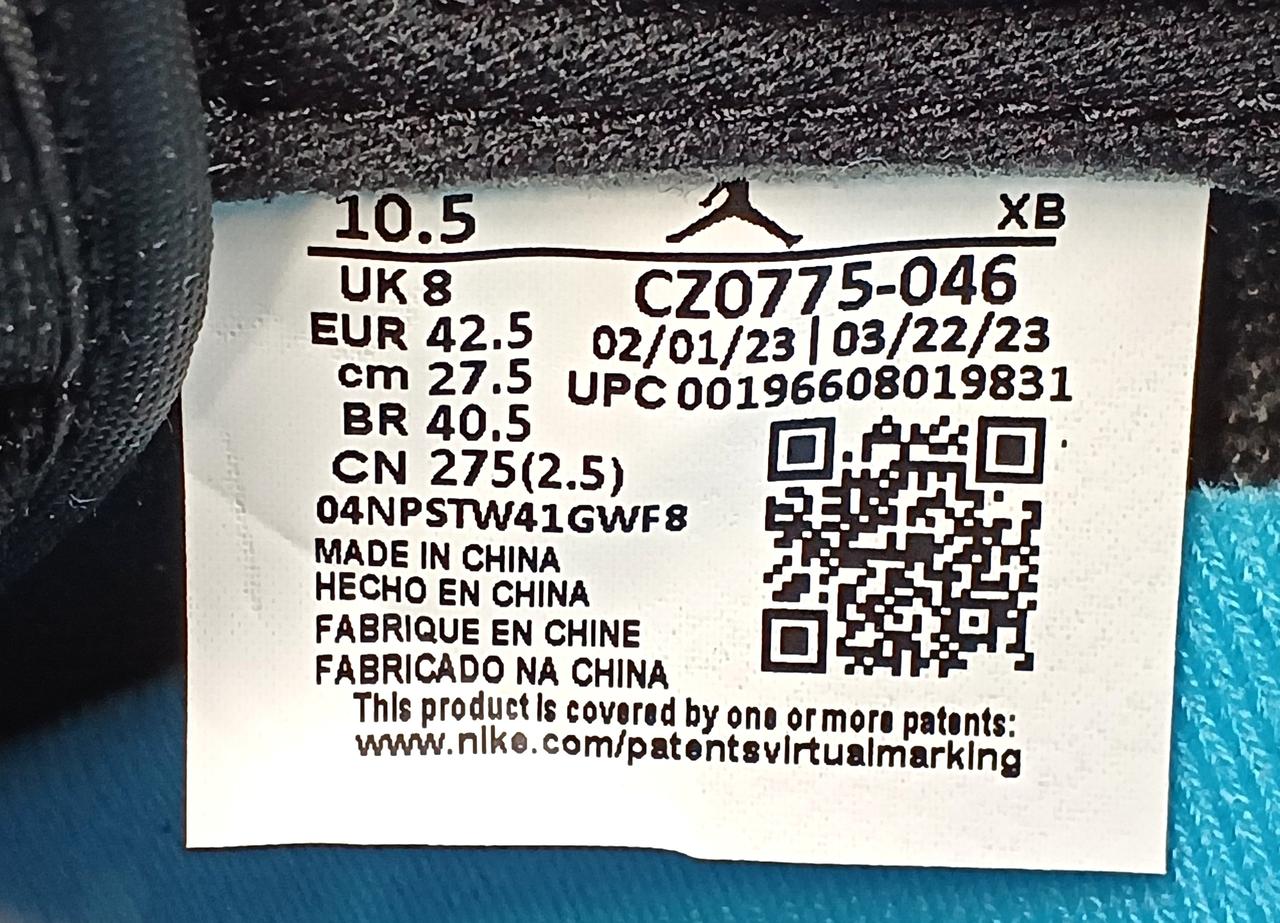 10.5 XB
UK 8 CZ0775-046
EUR 42.5 02/01/23 | 03/22/23
cm 27.5 UPC 00196608019831
BR 40.5
CN 275(2.5)
04NPSTW41GWF8
MADE IN CHINA
HECHO EN CHINA
FABRIQUE EN CHINE
FABRICADO NA CHINA
This product is covered by one or more patents:
www.nike.com/patentsvirtualmarking